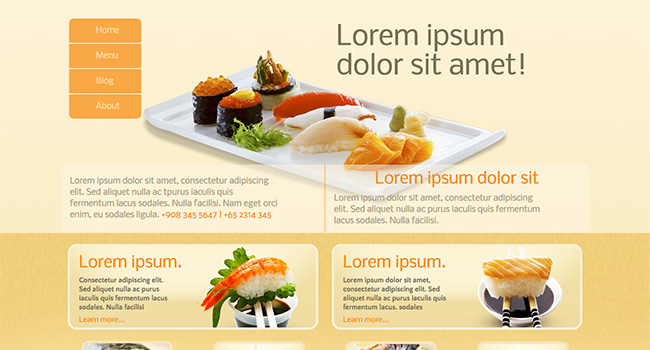 Home
Menu
Blog
About
Lorem ipsum
dolor sit amet!
Lorem ipsum dolor sit amet, consectetur adipiscing
elit. Sed aliquet nulla ac tpurus iaculis quis
fermentum lacus sodales. Nulla facilisi. Nam eget orci
enim, eu sodales ligula. +908 345 5647 | +65 2314 345
Lorem ipsum dolor sit
Lorem ipsum dolor sit amet, consectetur adipiscing
elit. Sed aliquet nulla ac purus iaculis quis
fermentum lacus sodales. Nulla facilisi.
Lorem ipsum.
Consectetur adipiscing elit.
Sed aliquet nulla ac purus
iaculis quis fermentum lacus
sodales. Nulla facilisi
Learn more...
Lorem ipsum.
Lorem ipsum dolor sit amet,
consectetur adipiscing elit. Sed
aliquet nulla ac purus iaculis
quis fermentum lacus sodales.
Learn more...